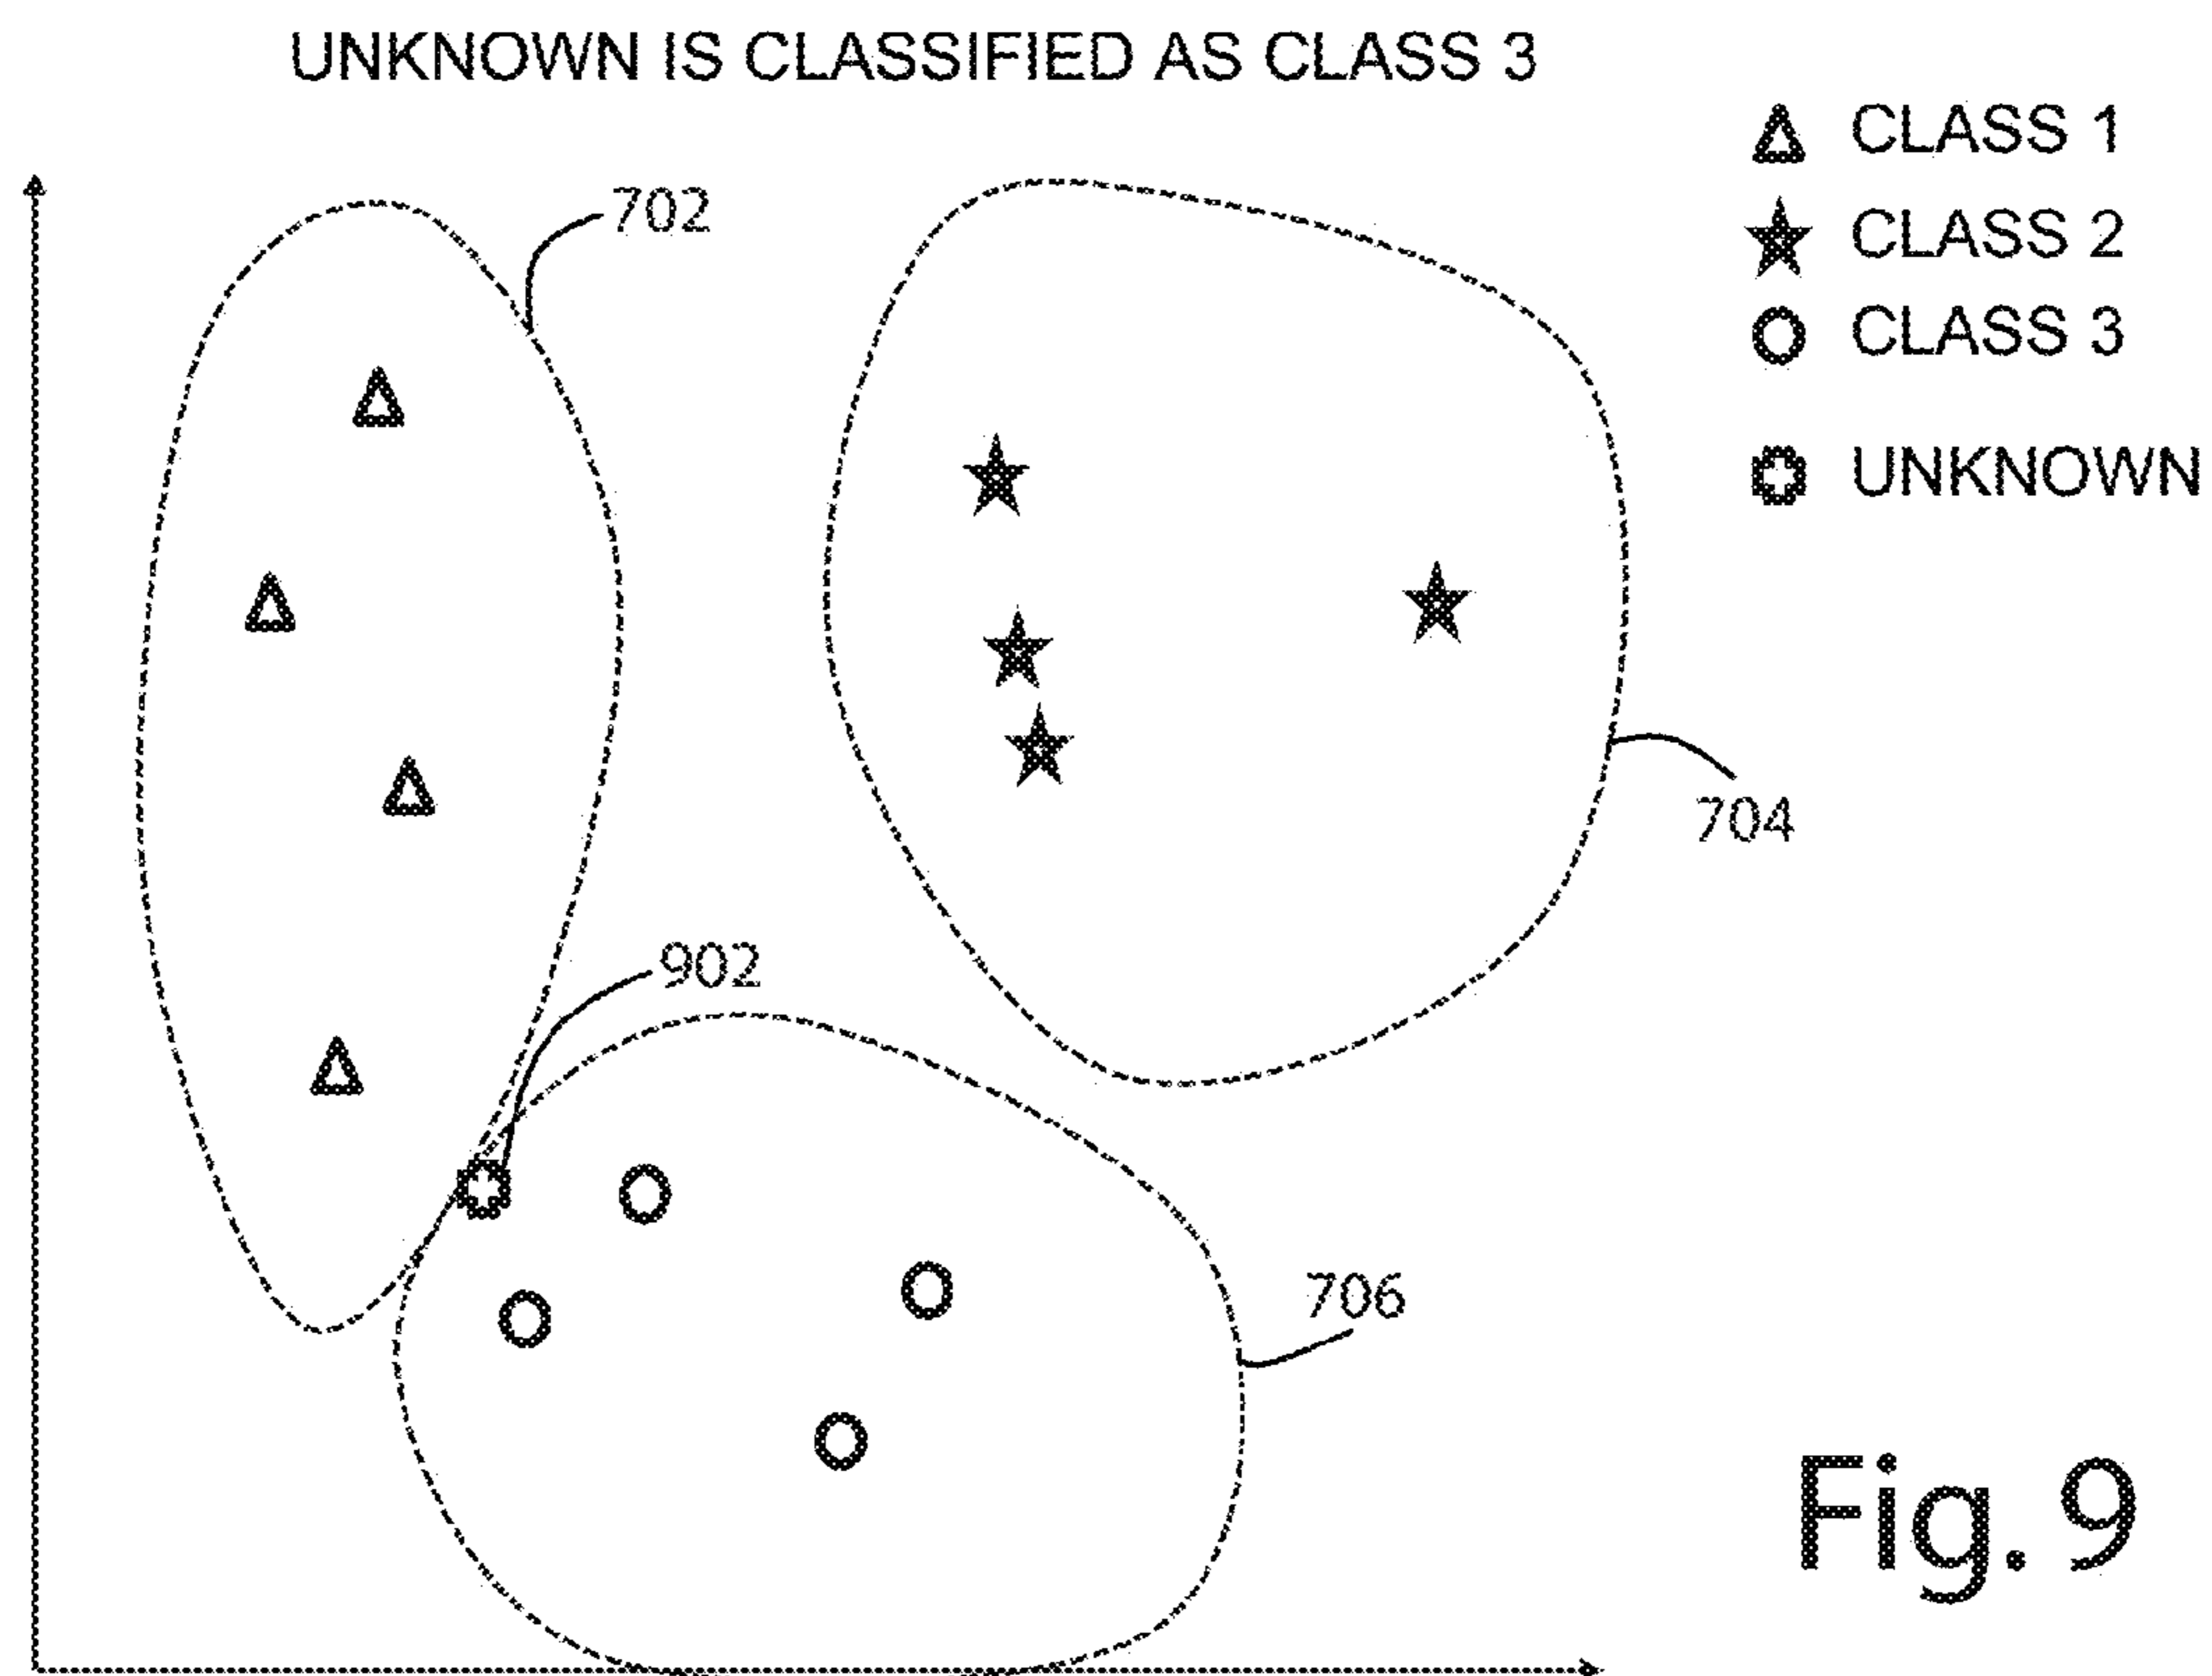 UNKNOWN IS CLASSIFIED AS CLASS 3
CLASS 1
CLASS 2
CLASS 3
UNKNOWN
702
704
902
706
Fig. 9